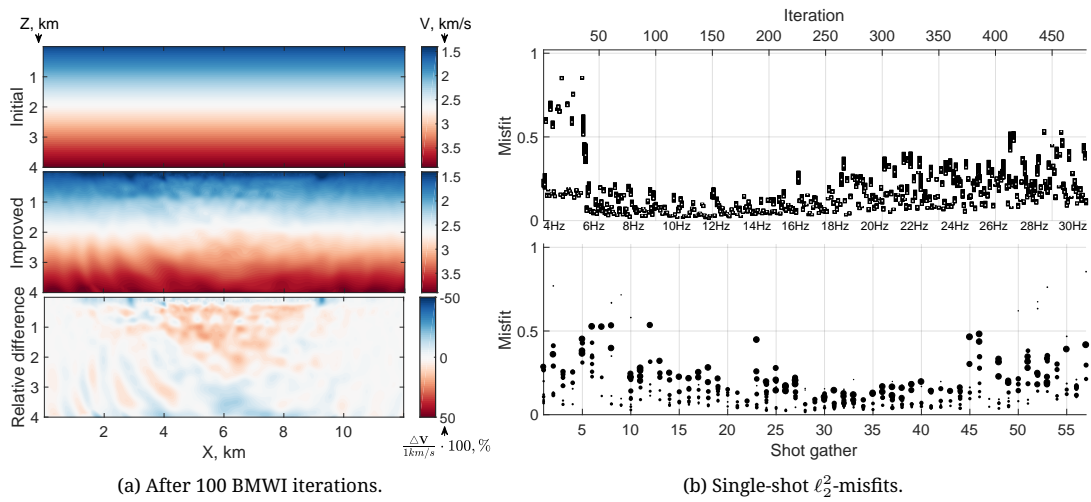 Z, km
V, km/s
Initial
1
2
3
4
1.5
2
2.5
3
3.5
Improved
1
2
3
4
1.5
2
2.5
3
3.5
Relative difference
1
2
3
4
-50
0
50
2 4 6 8 10
X, km
△V/1km/s · 100, %
(a) After 100 BMWI iterations.
Iteration
50 100 150 200 250 300 350 400 450
Misfit
1
0.5
0
4Hz 6Hz 8Hz 10Hz 12Hz 14Hz 16Hz 18Hz 20Hz 22Hz 24Hz 26Hz 28Hz 30Hz
Misfit
1
0.5
0
5 10 15 20 25 30 35 40 45 50 55
Shot gather
(b) Single-shot ℓ₂²-misfits.